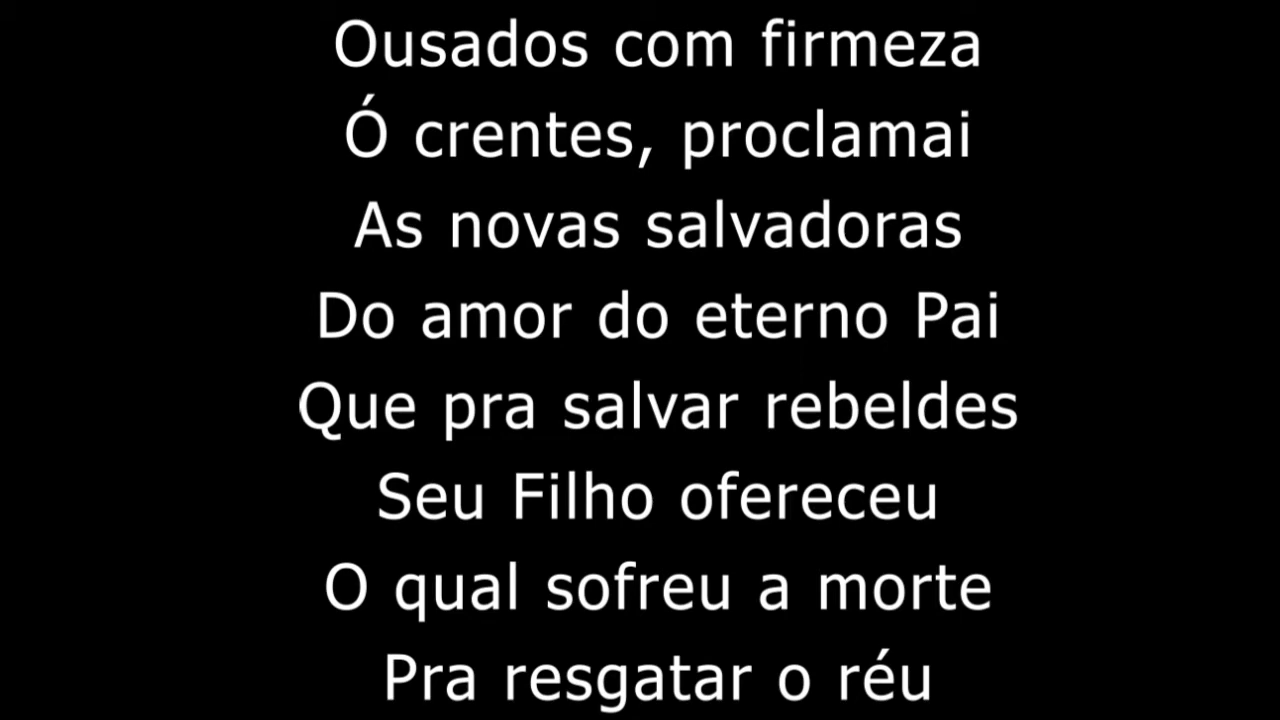 Ousados com firmeza
Ó crentes, proclamai
As novas salvadoras
Do amor do eterno Pai
Que pra salvar rebeldes
Seu Filho ofereceu
O qual sofreu a morte
Pra resgatar o réu